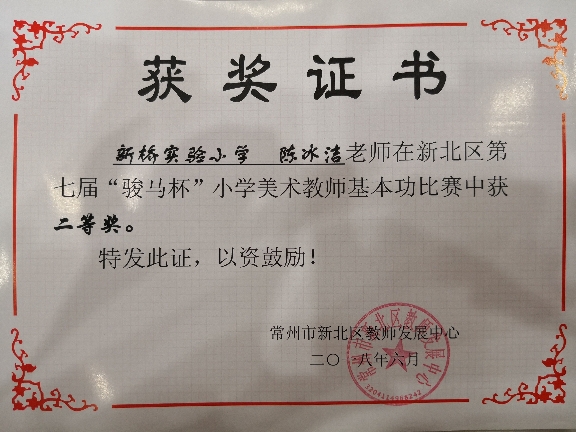 获奖证书
新桥实验小学 陈冰洁老师在新北区第
七届“骏马杯”小学美术教师基本功比赛中获
二等奖。
特发此证，以资鼓励！
常州市新北区教师发展中心
二〇一八年六月